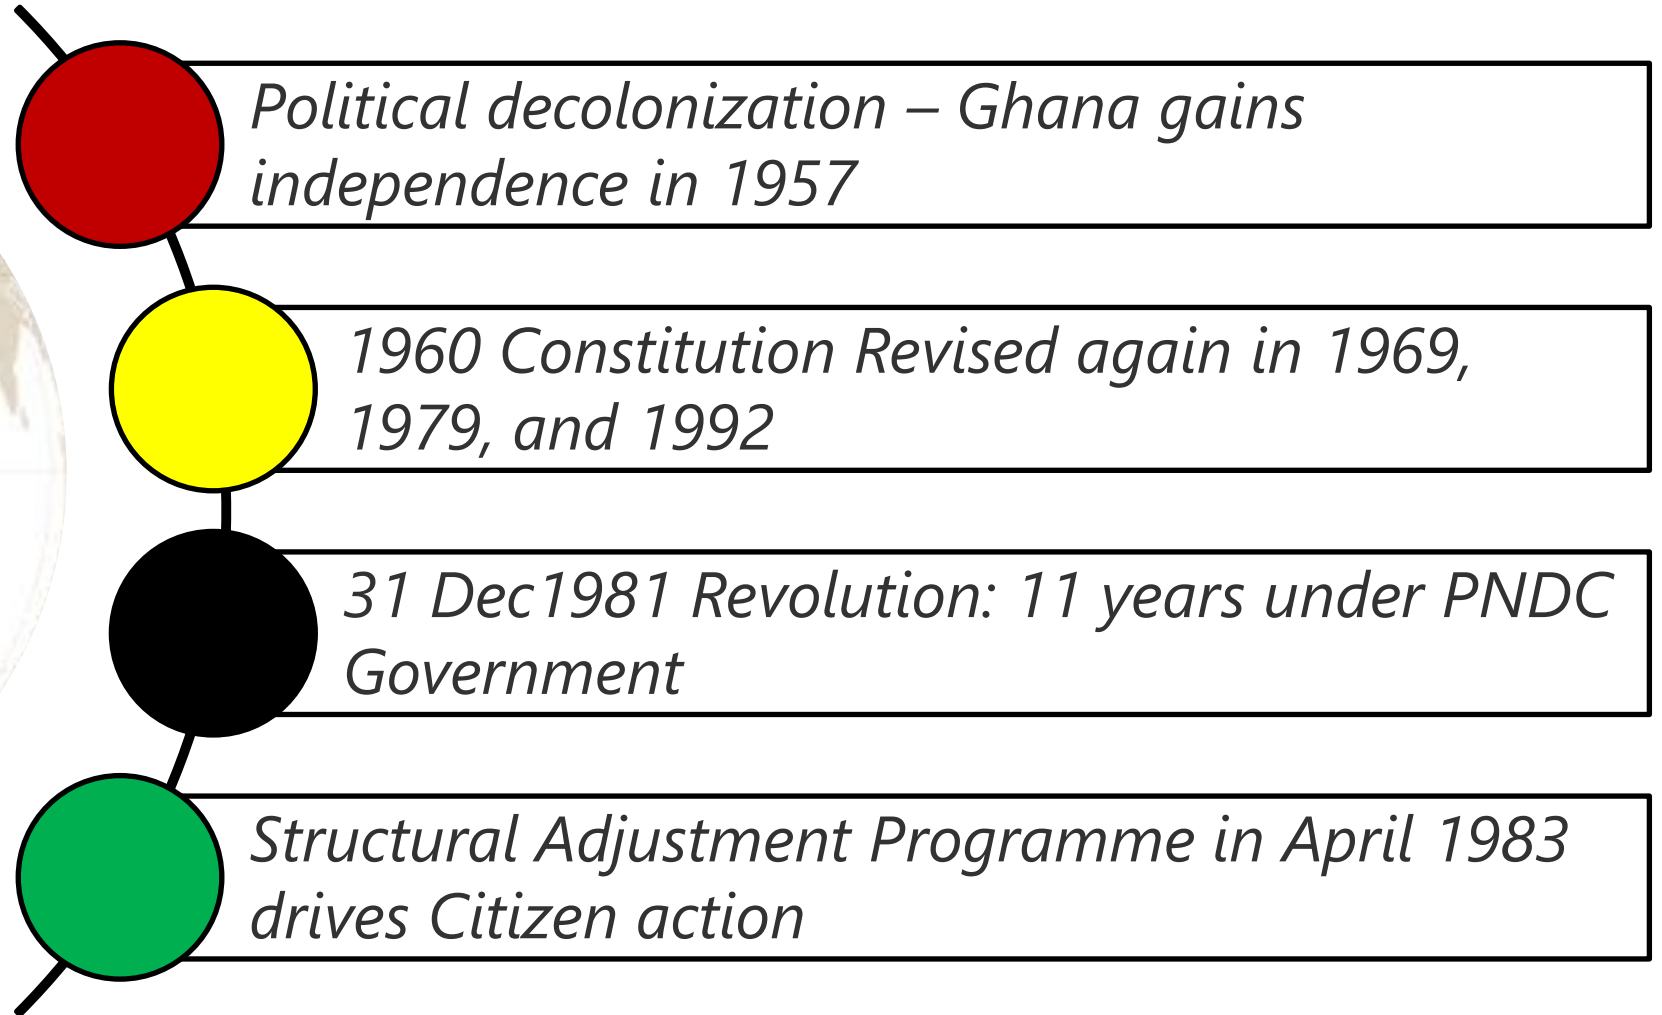 Political decolonization – Ghana gains
independence in 1957
1960 Constitution Revised again in 1969,
1979, and 1992
31 Dec1981 Revolution: 11 years under PNDC
Government
Structural Adjustment Programme in April 1983
drives Citizen action